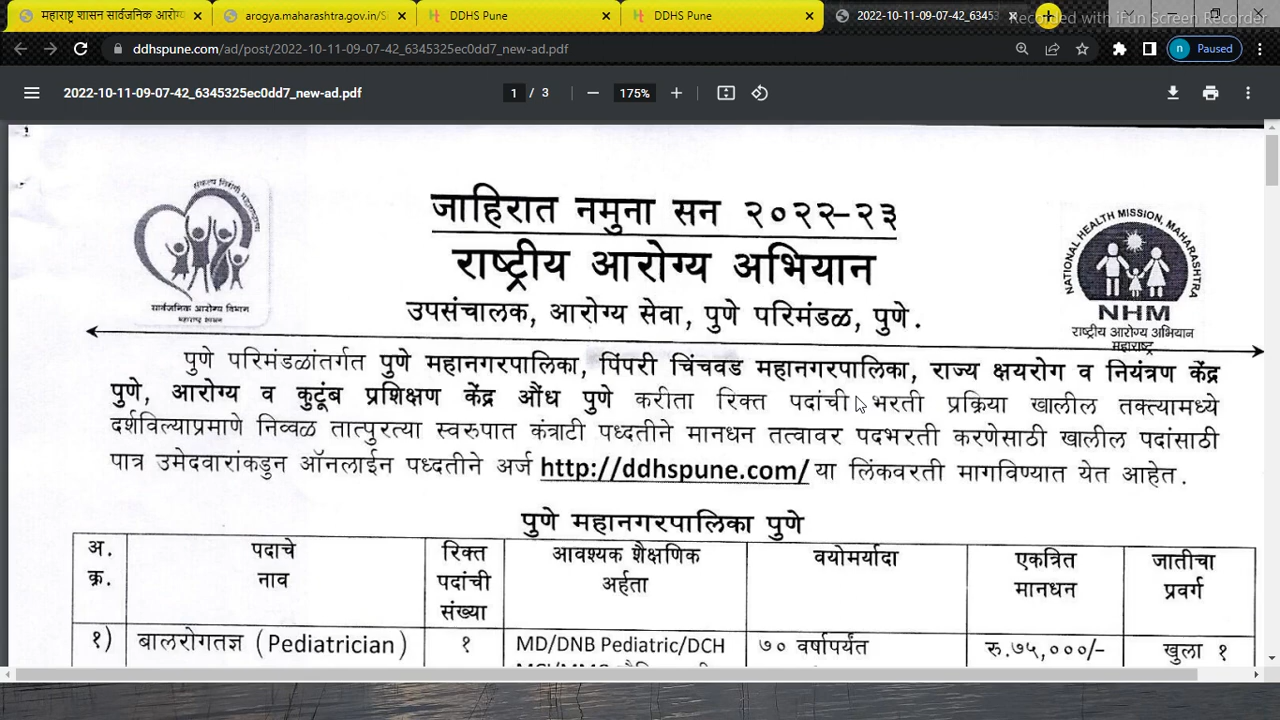 महाराष्ट्र शासन सार्वजनिक आरोग्य
arogya.maharashtra.gov.in/Si
DDHS Pune
DDHS Pune
2022-10-11-09-07-42_6345
Recorded with iFun Screen Recorder
ddhspune.com/ad/post/2022-10-11-09-07-42_6345325ec0dd7_new-ad.pdf
n Paused
2022-10-11-09-07-42_6345325ec0dd7_new-ad.pdf
1 / 3
175%
सार्वजनिक आरोग्य विभाग
महाराष्ट्र शासन
जाहिरात नमुना सन २०२२-२३
राष्ट्रीय आरोग्य अभियान
उपसंचालक, आरोग्य सेवा, पुणे परिमंडळ, पुणे.
NATIONAL HEALTH MISSION, MAHARASHTRA
NHM
राष्ट्रीय आरोग्य अभियान
महाराष्ट्र
पुणे परिमंडळांतर्गत पुणे महानगरपालिका, पिंपरी चिंचवड महानगरपालिका, राज्य क्षयरोग व नियंत्रण केंद्र
पुणे, आरोग्य व कुटूंब प्रशिक्षण केंद्र औंध पुणे करीता रिक्त पदांची भरती प्रक्रिया खालील तक्त्यामध्ये
दर्शविल्याप्रमाणे निव्वळ तात्पुरत्या स्वरुपात कंत्राटी पध्दतीने मानधन तत्वावर पदभरती करणेसाठी खालील पदांसाठी
पात्र उमेदवारांकडुन ऑनलाईन पध्दतीने अर्ज http://ddhspune.com/ या लिंकवरती मागविण्यात येत आहेत.
पुणे महानगरपालिका पुणे
अ. क्र.
पदाचे नाव
रिक्त पदांची संख्या
आवश्यक शैक्षणिक अर्हता
वयोमर्यादा
एकत्रित मानधन
जातीचा प्रवर्ग
१) बालरोगतज्ञ (Pediatrician) १ MD/DNB Pediatric/DCH ७० वर्षापर्यंत रु.७५,०००/- खुला १